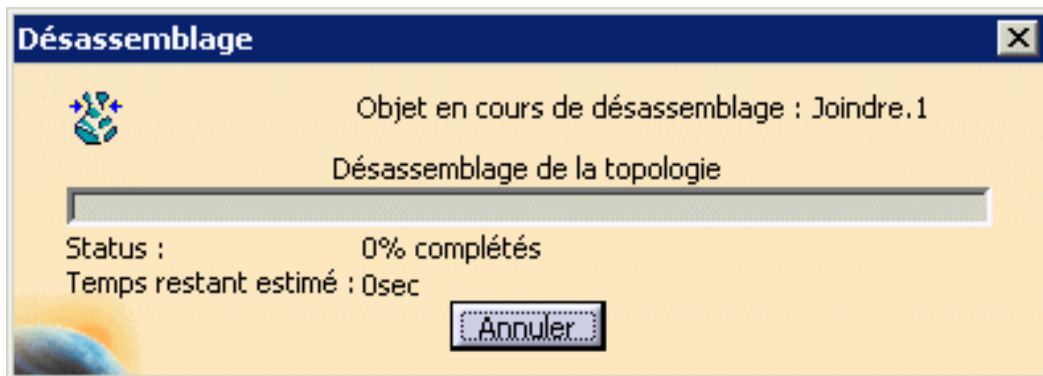 Désassemblage
Objet en cours de désassemblage : Joindre.1
Désassemblage de la topologie
Status : 0% complétés
Temps restant estimé : 0sec
Annuler